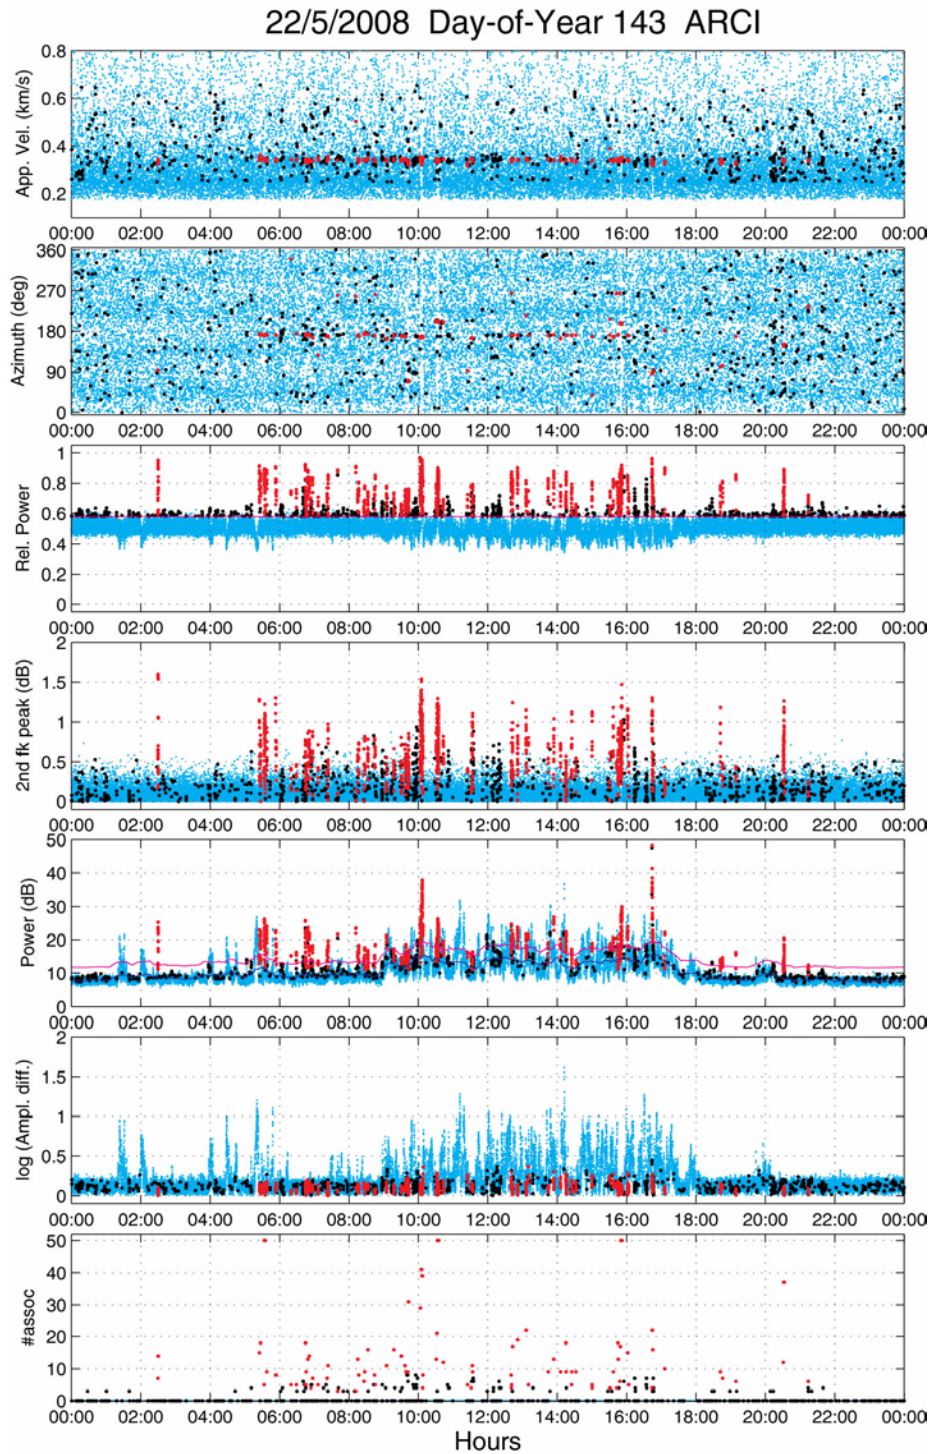 22/5/2008 Day-of-Year 143 ARCI
App. Vel. (km/s)
0.8
0.6
0.4
0.2
00:00 02:00 04:00 06:00 08:00 10:00 12:00 14:00 16:00 18:00 20:00 22:00 00:00
Azimuth (deg)
360
270
180
90
0
00:00 02:00 04:00 06:00 08:00 10:00 12:00 14:00 16:00 18:00 20:00 22:00 00:00
Rel. Power
1
0.8
0.6
0.4
0
00:00 02:00 04:00 06:00 08:00 10:00 12:00 14:00 16:00 18:00 20:00 22:00 00:00
2nd fk peak (dB)
2
1.5
1
0.5
0
00:00 02:00 04:00 06:00 08:00 10:00 12:00 14:00 16:00 18:00 20:00 22:00 00:00
Power (dB)
50
40
30
20
10
0
00:00 02:00 04:00 06:00 08:00 10:00 12:00 14:00 16:00 18:00 20:00 22:00 00:00
log (Ampl. diff.)
2
1.5
1
0.5
0
00:00 02:00 04:00 06:00 08:00 10:00 12:00 14:00 16:00 18:00 20:00 22:00 00:00
#assoc
50
40
30
20
10
0
00:00 02:00 04:00 06:00 08:00 10:00 12:00 14:00 16:00 18:00 20:00 22:00 00:00
Hours